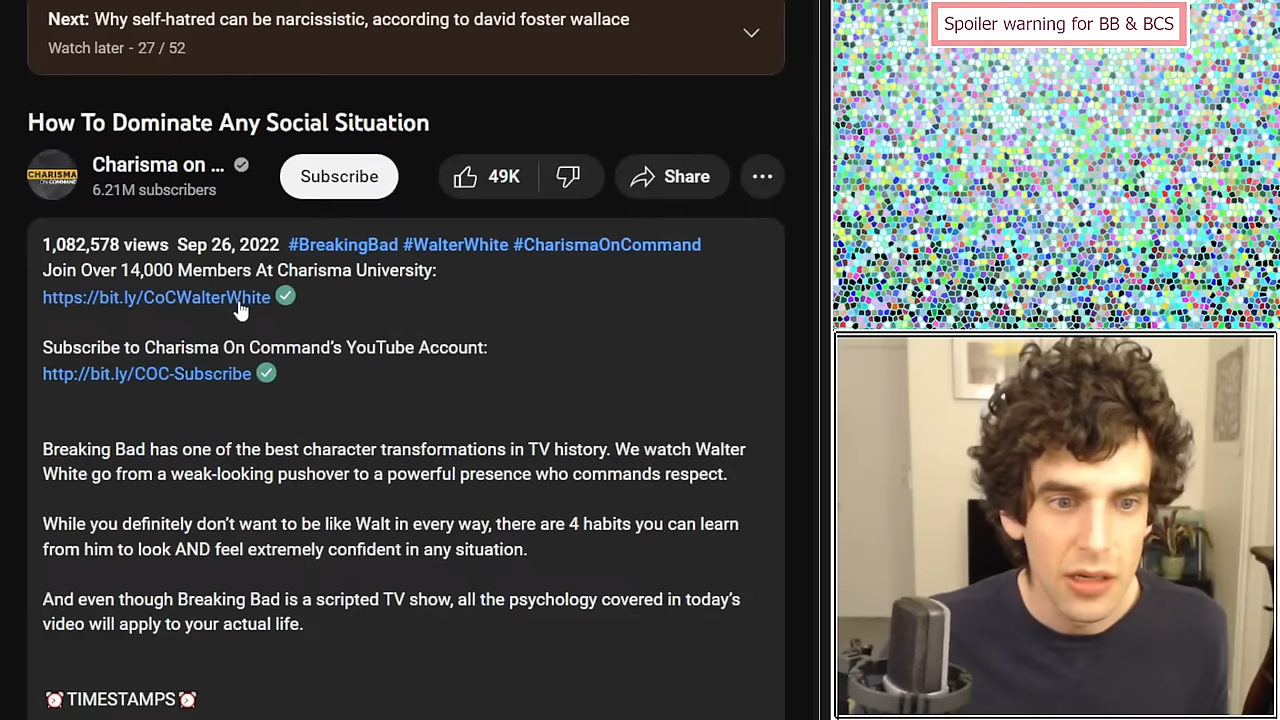 Next: Why self-hatred can be narcissistic, according to david foster wallace
Watch later - 27 / 52
Spoiler warning for BB & BCS
How To Dominate Any Social Situation
CHARISMA
ON COMMAND
Charisma on ...
6.21M subscribers
Subscribe
49K
Share
1,082,578 views Sep 26, 2022 #BreakingBad #WalterWhite #CharismaOnCommand
Join Over 14,000 Members At Charisma University:
https://bit.ly/CoCWalterWhite
Subscribe to Charisma On Command’s YouTube Account:
http://bit.ly/COC-Subscribe
Breaking Bad has one of the best character transformations in TV history. We watch Walter
White go from a weak-looking pushover to a powerful presence who commands respect.
While you definitely don’t want to be like Walt in every way, there are 4 habits you can learn
from him to look AND feel extremely confident in any situation.
And even though Breaking Bad is a scripted TV show, all the psychology covered in today’s
video will apply to your actual life.
⏰TIMESTAMPS⏰